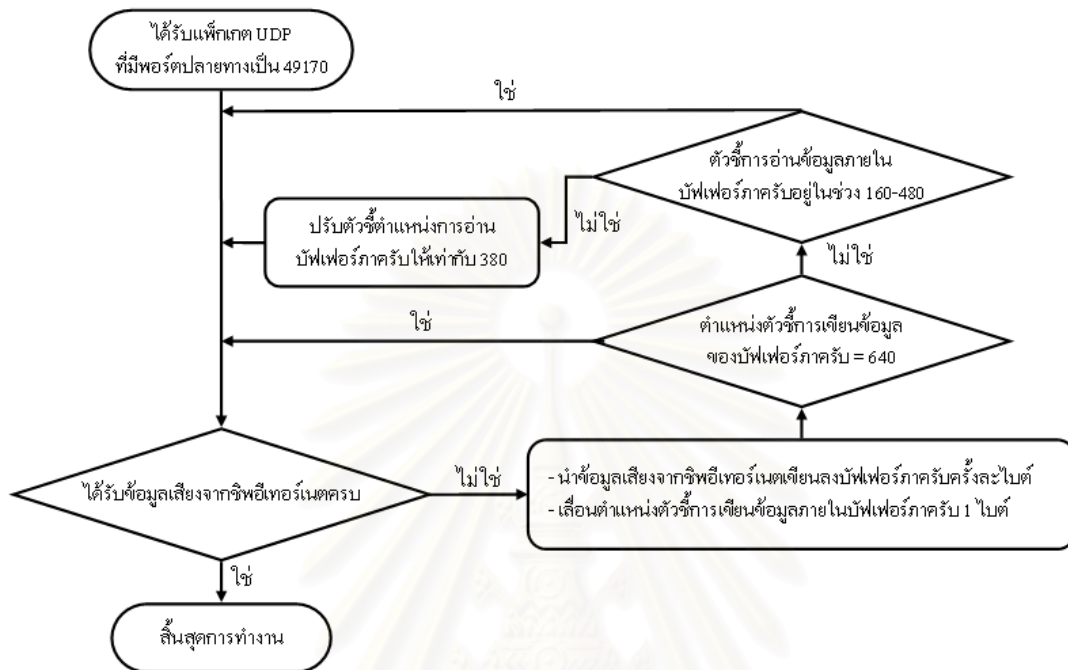 ได้รับแพ็กเกต UDP
ที่มีพอร์ตปลายทางเป็น 49170
ใช่
ตัวชี้การอ่านข้อมูลภายใน
บัฟเฟอร์ภาครับอยู่ในช่วง 160-480
ไม่ใช่
ปรับตัวชี้ตำแหน่งการอ่าน
บัฟเฟอร์ภาครับให้เท่ากับ 380
ไม่ใช่
ใช่
ตำแหน่งตัวชี้การเขียนข้อมูล
ของบัฟเฟอร์ภาครับ = 640
ได้รับข้อมูลเสียงจากชิพอีเทอร์เนตครบ
ไม่ใช่
- นำข้อมูลเสียงจากชิพอีเทอร์เนตเขียนลงบัฟเฟอร์ภาครับครั้งละไบต์
- เลื่อนตำแหน่งตัวชี้การเขียนข้อมูลภายในบัฟเฟอร์ภาครับ 1 ไบต์
ใช่
สิ้นสุดการทำงาน